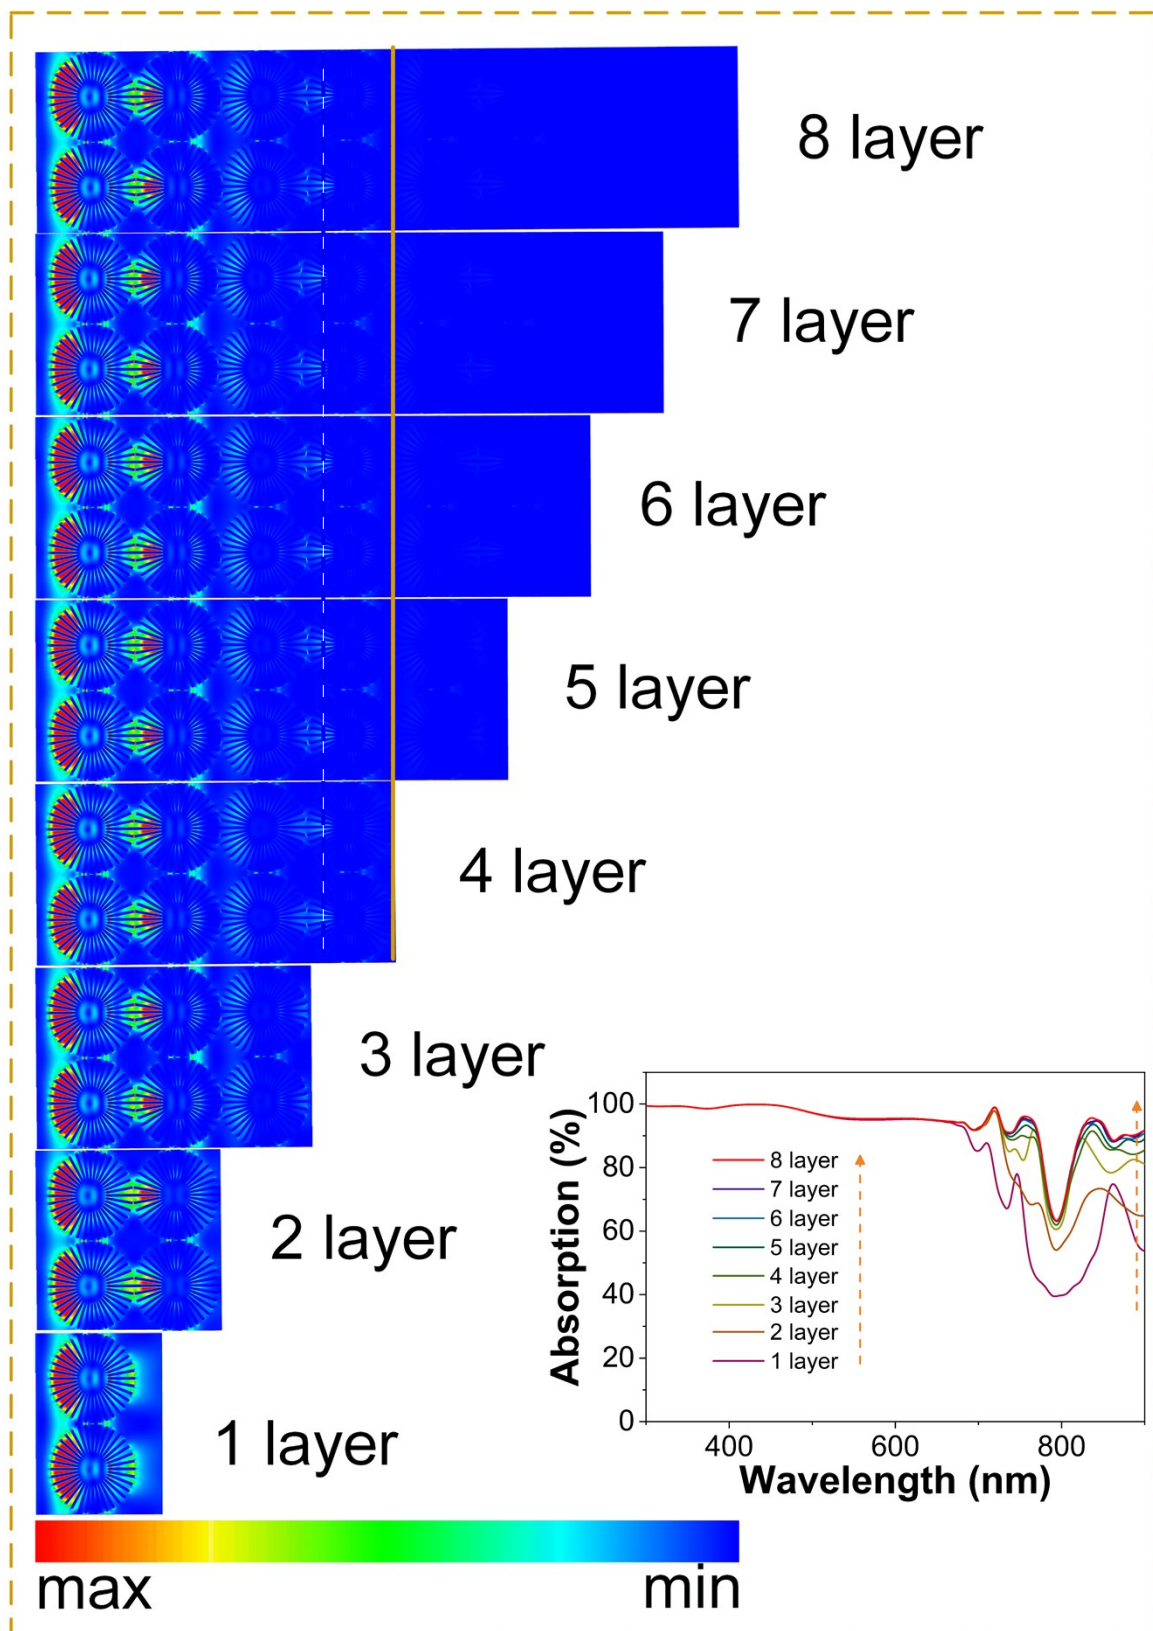 8 layer
7 layer
6 layer
5 layer
4 layer
3 layer
2 layer
1 layer
max
min
Absorption (%)
100
80
60
40
20
0
8 layer
7 layer
6 layer
5 layer
4 layer
3 layer
2 layer
1 layer
400
600
800
Wavelength (nm)